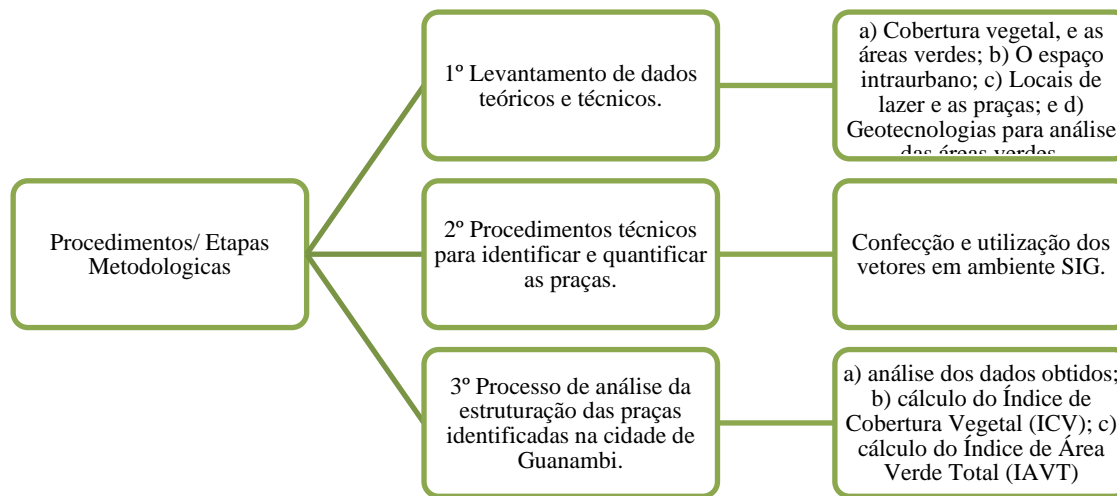 Procedimentos/ Etapas
Metodologicas
1º Levantamento de dados
teóricos e técnicos.
a) Cobertura vegetal, e as
áreas verdes; b) O espaço
intraurbano; c) Locais de
lazer e as praças; e d)
Geotecnologias para análise
das áreas verdes
2º Procedimentos técnicos
para identificar e quantificar
as praças.
Confecção e utilização dos
vetores em ambiente SIG.
3º Processo de análise da
estruturação das praças
identificadas na cidade de
Guanambi.
a) análise dos dados obtidos;
b) cálculo do Índice de
Cobertura Vegetal (ICV); c)
cálculo do Índice de Área
Verde Total (IAVT)